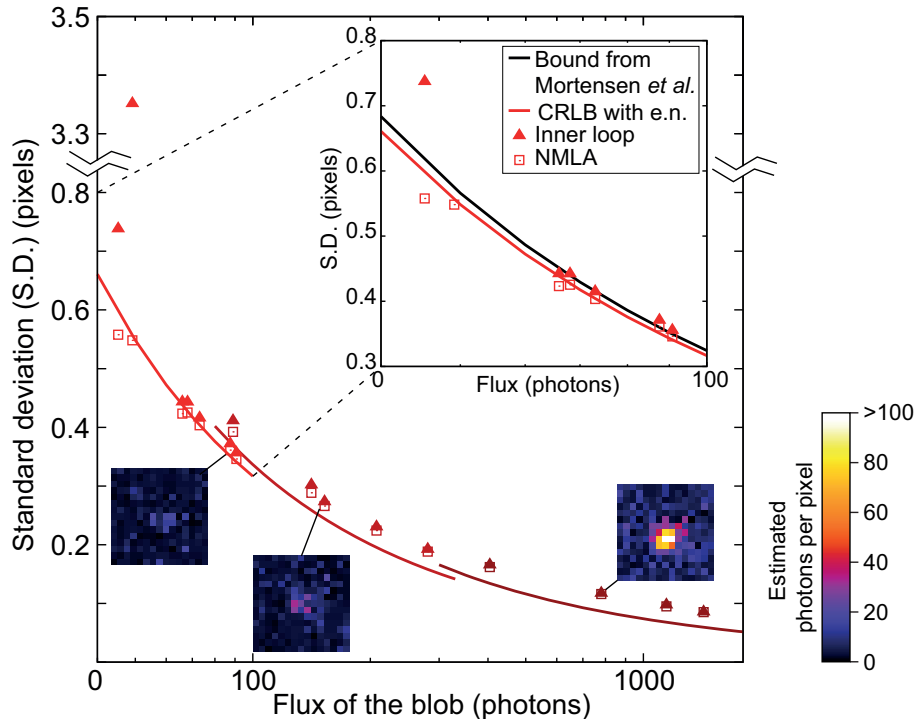 3.5
3.3
0.8
0.6
0.4
0.2
Standard deviation (S.D.) (pixels)
0
100
1000
Flux of the blob (photons)
0.8
0.7
0.6
0.5
0.4
0.3
S.D. (pixels)
0
100
Flux (photons)
Bound from
Mortensen et al.
CRLB with e.n.
Inner loop
NMLA
>100
80
60
40
20
0
Estimated
photons per pixel